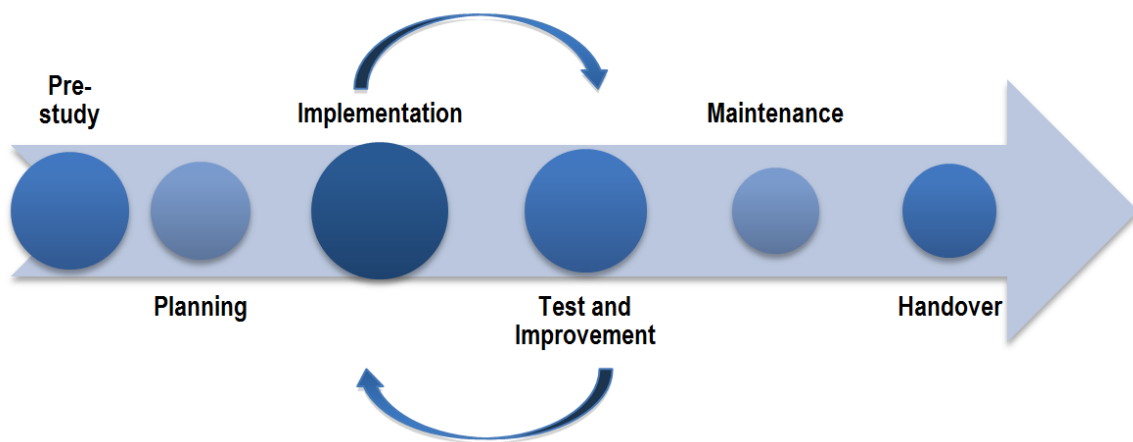 Pre-
study
Implementation
Maintenance
Planning
Test and
Improvement
Handover